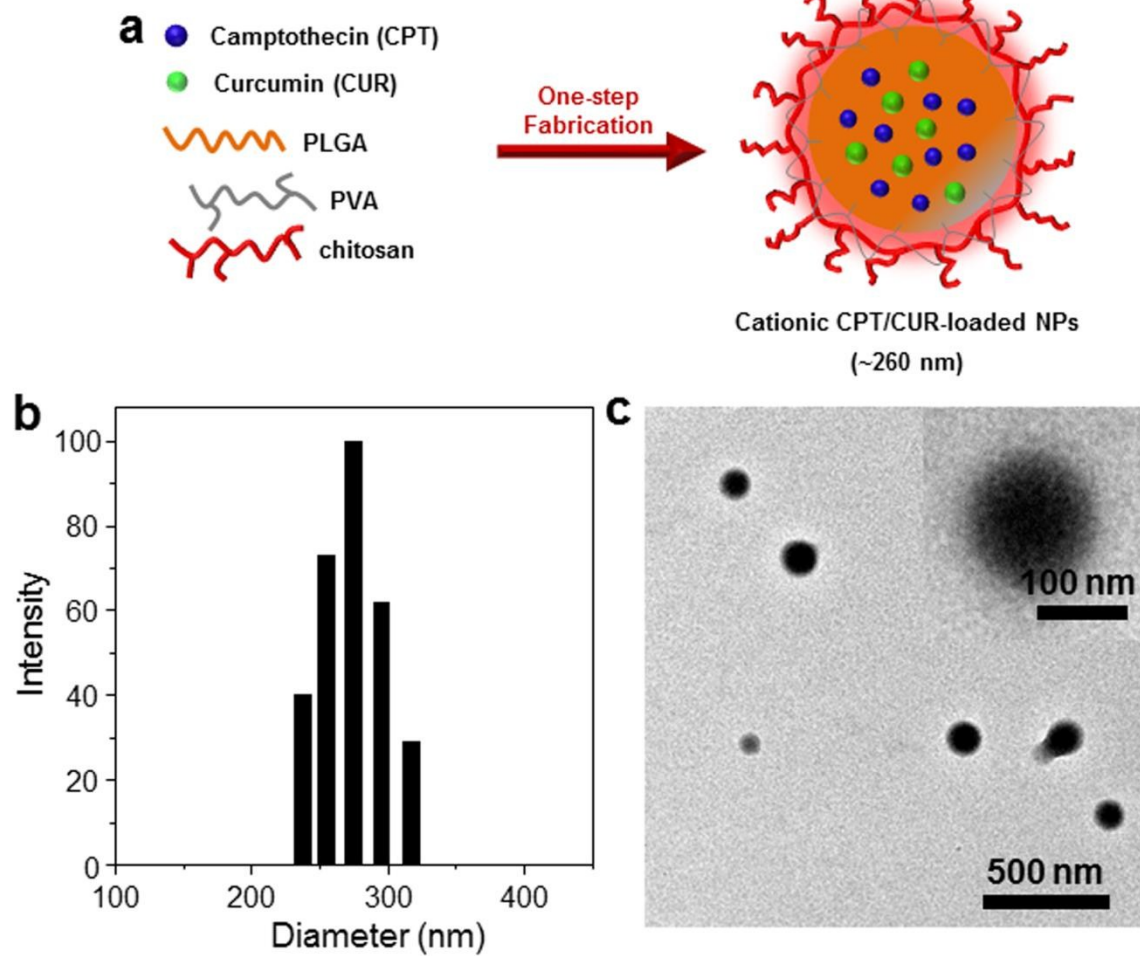 a
Camptothecin (CPT)
Curcumin (CUR)
PLGA
PVA
chitosan
One-step
Fabrication
Cationic CPT/CUR-loaded NPs
(~260 nm)
b
100
80
60
40
20
0
Intensity
100 200 300 400
Diameter (nm)
c
100 nm
500 nm